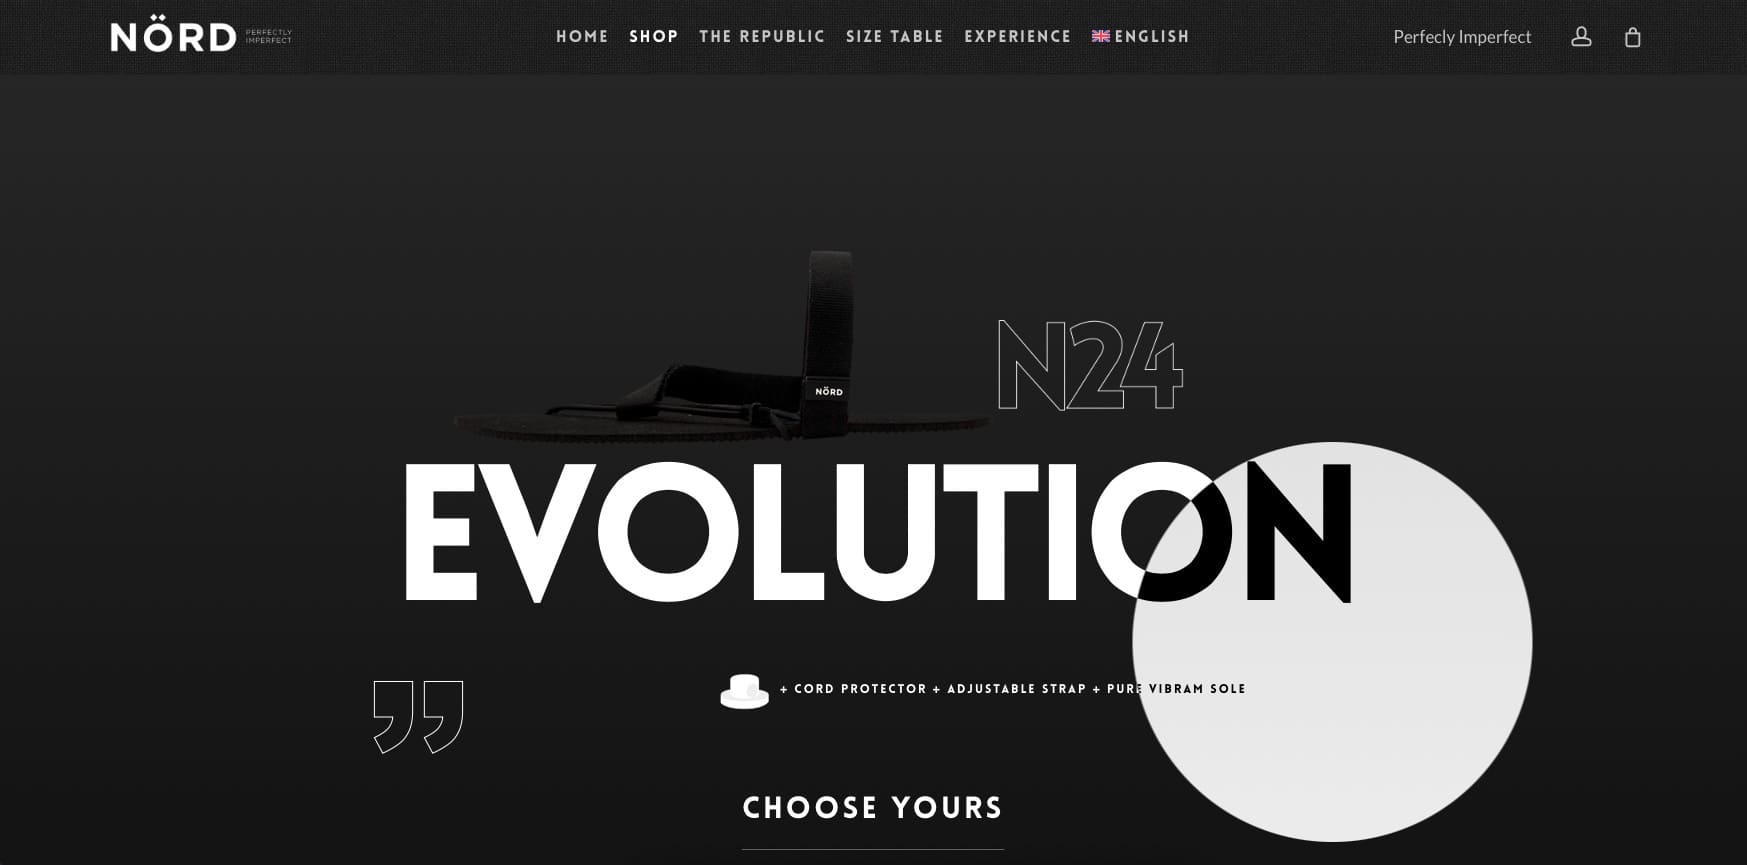 NÖRD PERFECTLY
IMPERFECT
HOME SHOP THE REPUBLIC SIZE TABLE EXPERIENCE ENGLISH
Perfecly Imperfect
N24
NÖRD
EVOLUTION
+ CORD PROTECTOR + ADJUSTABLE STRAP + PURE VIBRAM SOLE
”
CHOOSE YOURS